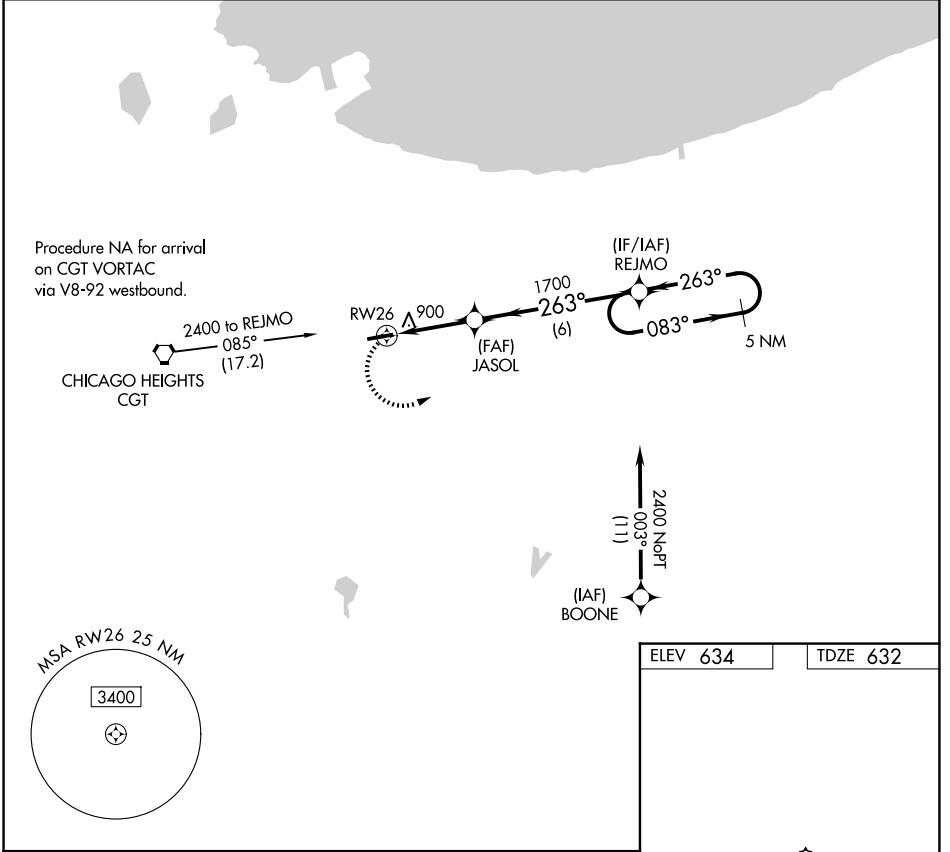 Procedure NA for arrival
on CGT VORTAC
via V8-92 westbound.
2400 to REJMO
085°
(17.2)
CHICAGO HEIGHTS
CGT
RW26
900
(FAF)
JASOL
1700
263°
(6)
(IF/IAF)
REJMO
263°
083°
5 NM
2400 NoPT
003°
(11)
(IAF)
BOONE
MSA RW26 25 NM
3400
ELEV 634
TDZE 632